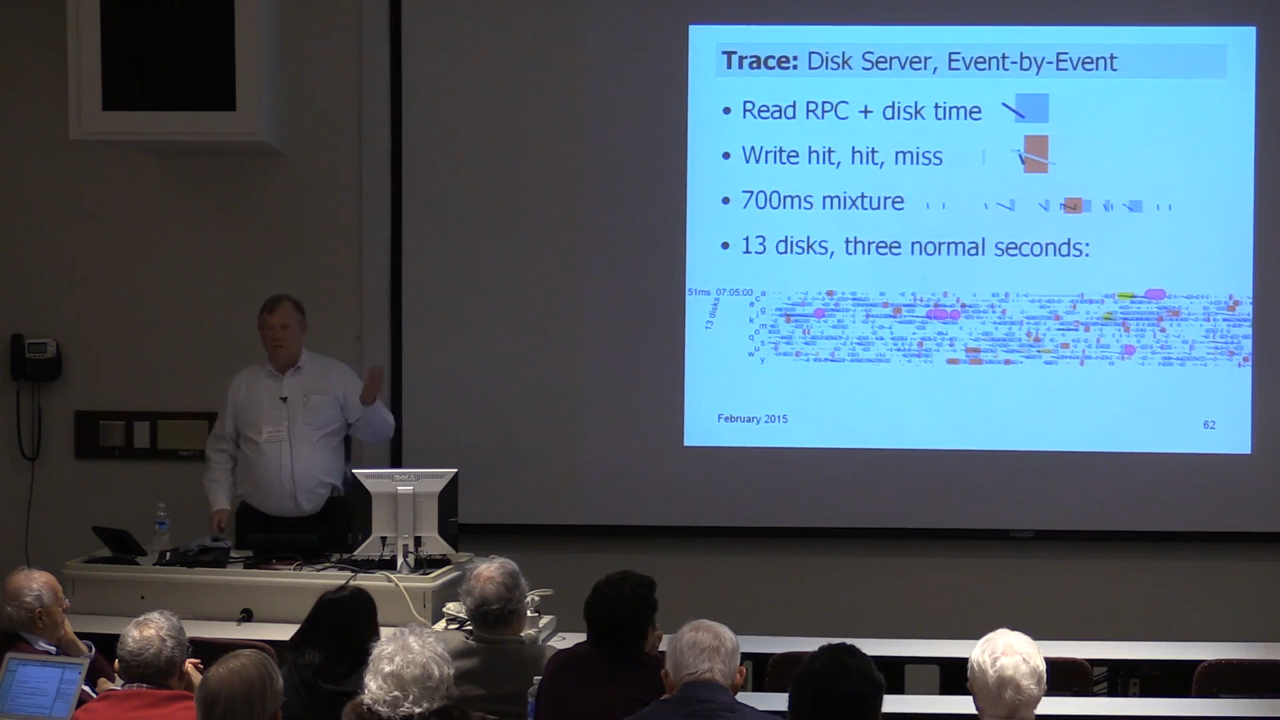 Trace: Disk Server, Event-by-Event
• Read RPC + disk time
• Write hit, hit, miss
• 700ms mixture
• 13 disks, three normal seconds:
51ms 07:05:00
13 disks
a
c
e
g
i
k
m
o
q
s
u
w
y
February 2015
62
DELL